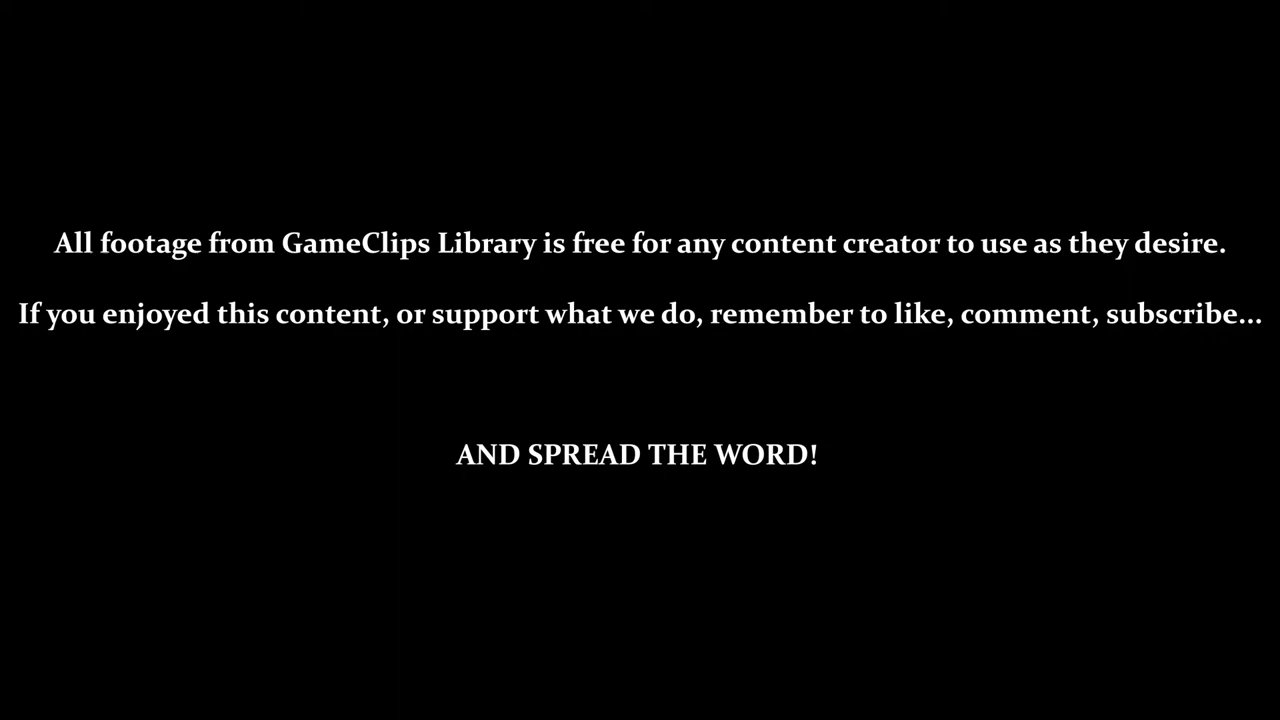 All footage from GameClips Library is free for any content creator to use as they desire.
If you enjoyed this content, or support what we do, remember to like, comment, subscribe...
AND SPREAD THE WORD!